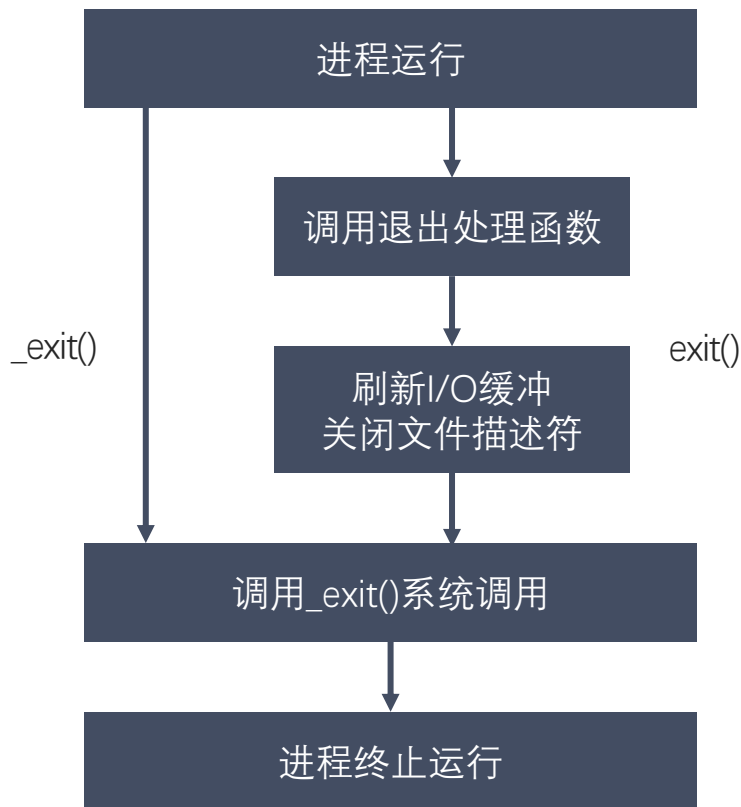 进程运行
调用退出处理函数
_exit()
exit()
刷新I/O缓冲
关闭文件描述符
调用_exit()系统调用
进程终止运行